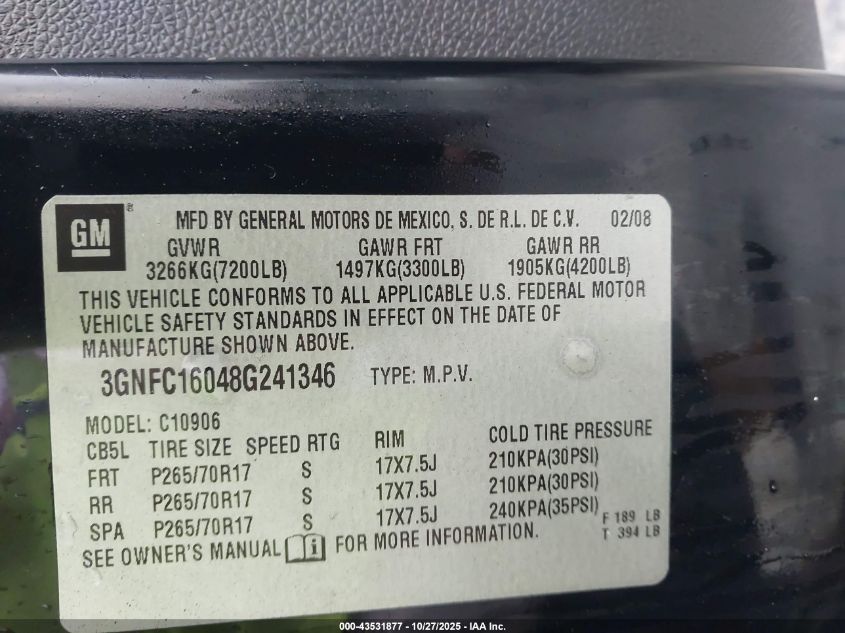 GM ® MFD BY GENERAL MOTORS DE MEXICO, S. DE R.L. DE C.V. 02/08
GVWR GAWR FRT GAWR RR
3266KG(7200LB) 1497KG(3300LB) 1905KG(4200LB)
THIS VEHICLE CONFORMS TO ALL APPLICABLE U.S. FEDERAL MOTOR
VEHICLE SAFETY STANDARDS IN EFFECT ON THE DATE OF
MANUFACTURE SHOWN ABOVE.
3GNFC16048G241346 TYPE: M.P.V.
MODEL: C10906
CB5L TIRE SIZE SPEED RTG RIM COLD TIRE PRESSURE
FRT P265/70R17 S 17X7.5J 210KPA(30PSI)
RR P265/70R17 S 17X7.5J 210KPA(30PSI)
SPA P265/70R17 S 17X7.5J 240KPA(35PSI) F 189 LB
SEE OWNER'S MANUAL FOR MORE INFORMATION. T 394 LB
000-43531877 - 10/27/2025 - IAA Inc.